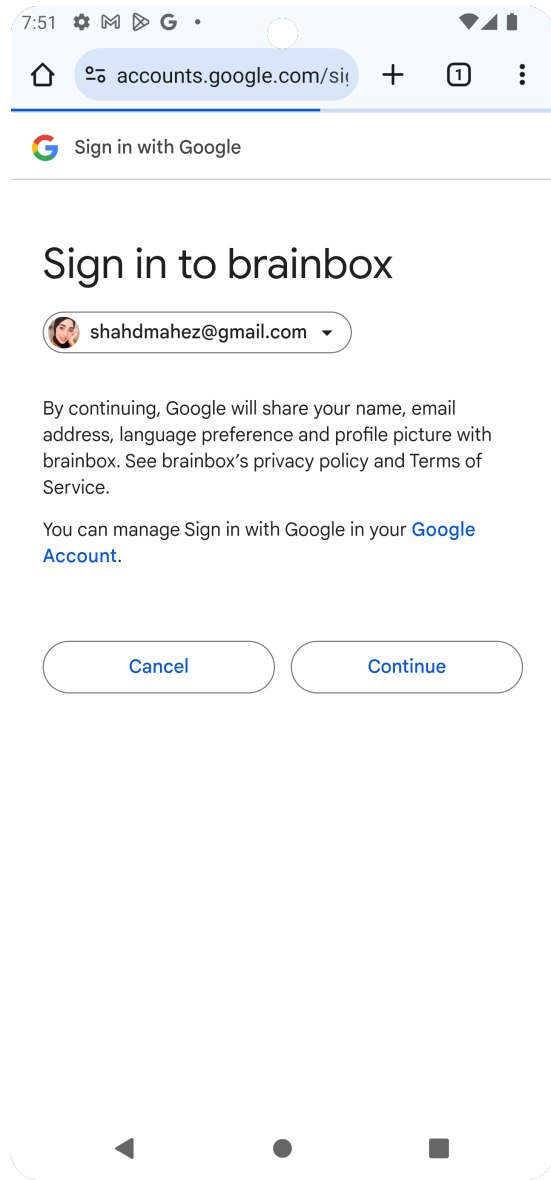 7:51
accounts.google.com/si
1
Sign in with Google
Sign in to brainbox
shahdmahez@gmail.com
By continuing, Google will share your name, email
address, language preference and profile picture with
brainbox. See brainbox’s privacy policy and Terms of
Service.
You can manage Sign in with Google in your Google
Account.
Cancel Continue